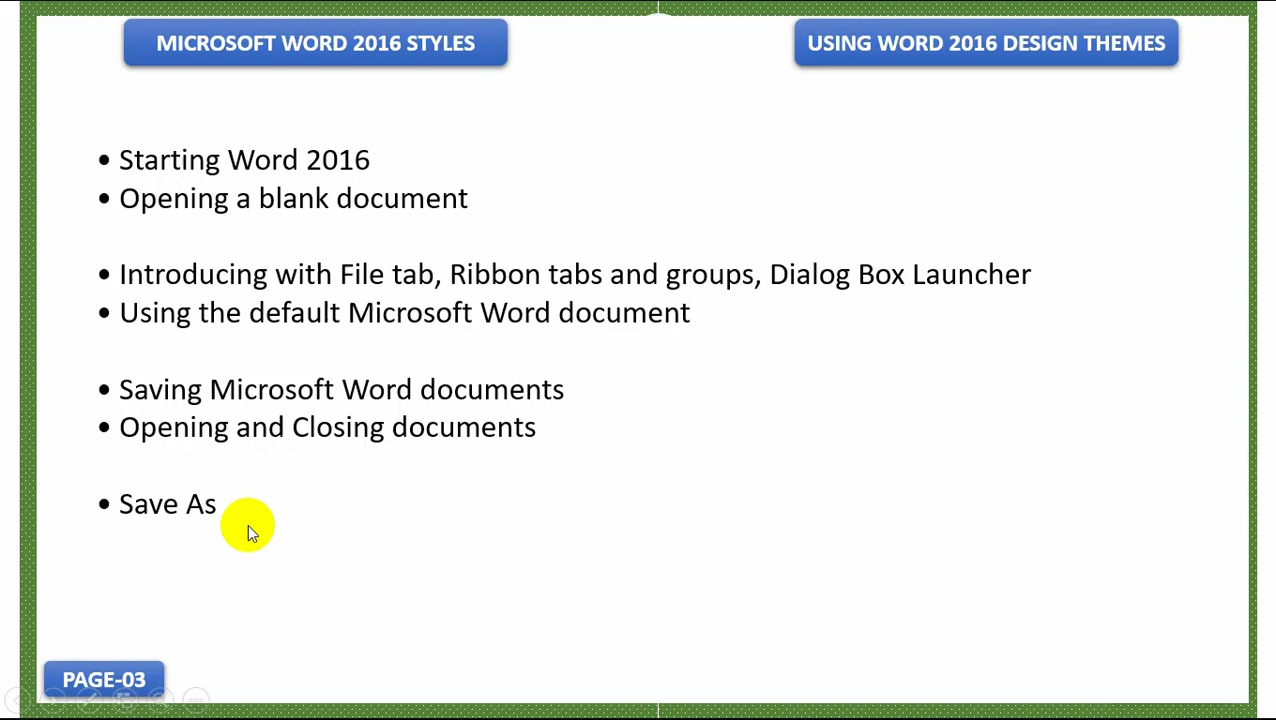 MICROSOFT WORD 2016 STYLES
USING WORD 2016 DESIGN THEMES
• Starting Word 2016
• Opening a blank document
• Introducing with File tab, Ribbon tabs and groups, Dialog Box Launcher
• Using the default Microsoft Word document
• Saving Microsoft Word documents
• Opening and Closing documents
• Save As
PAGE-03